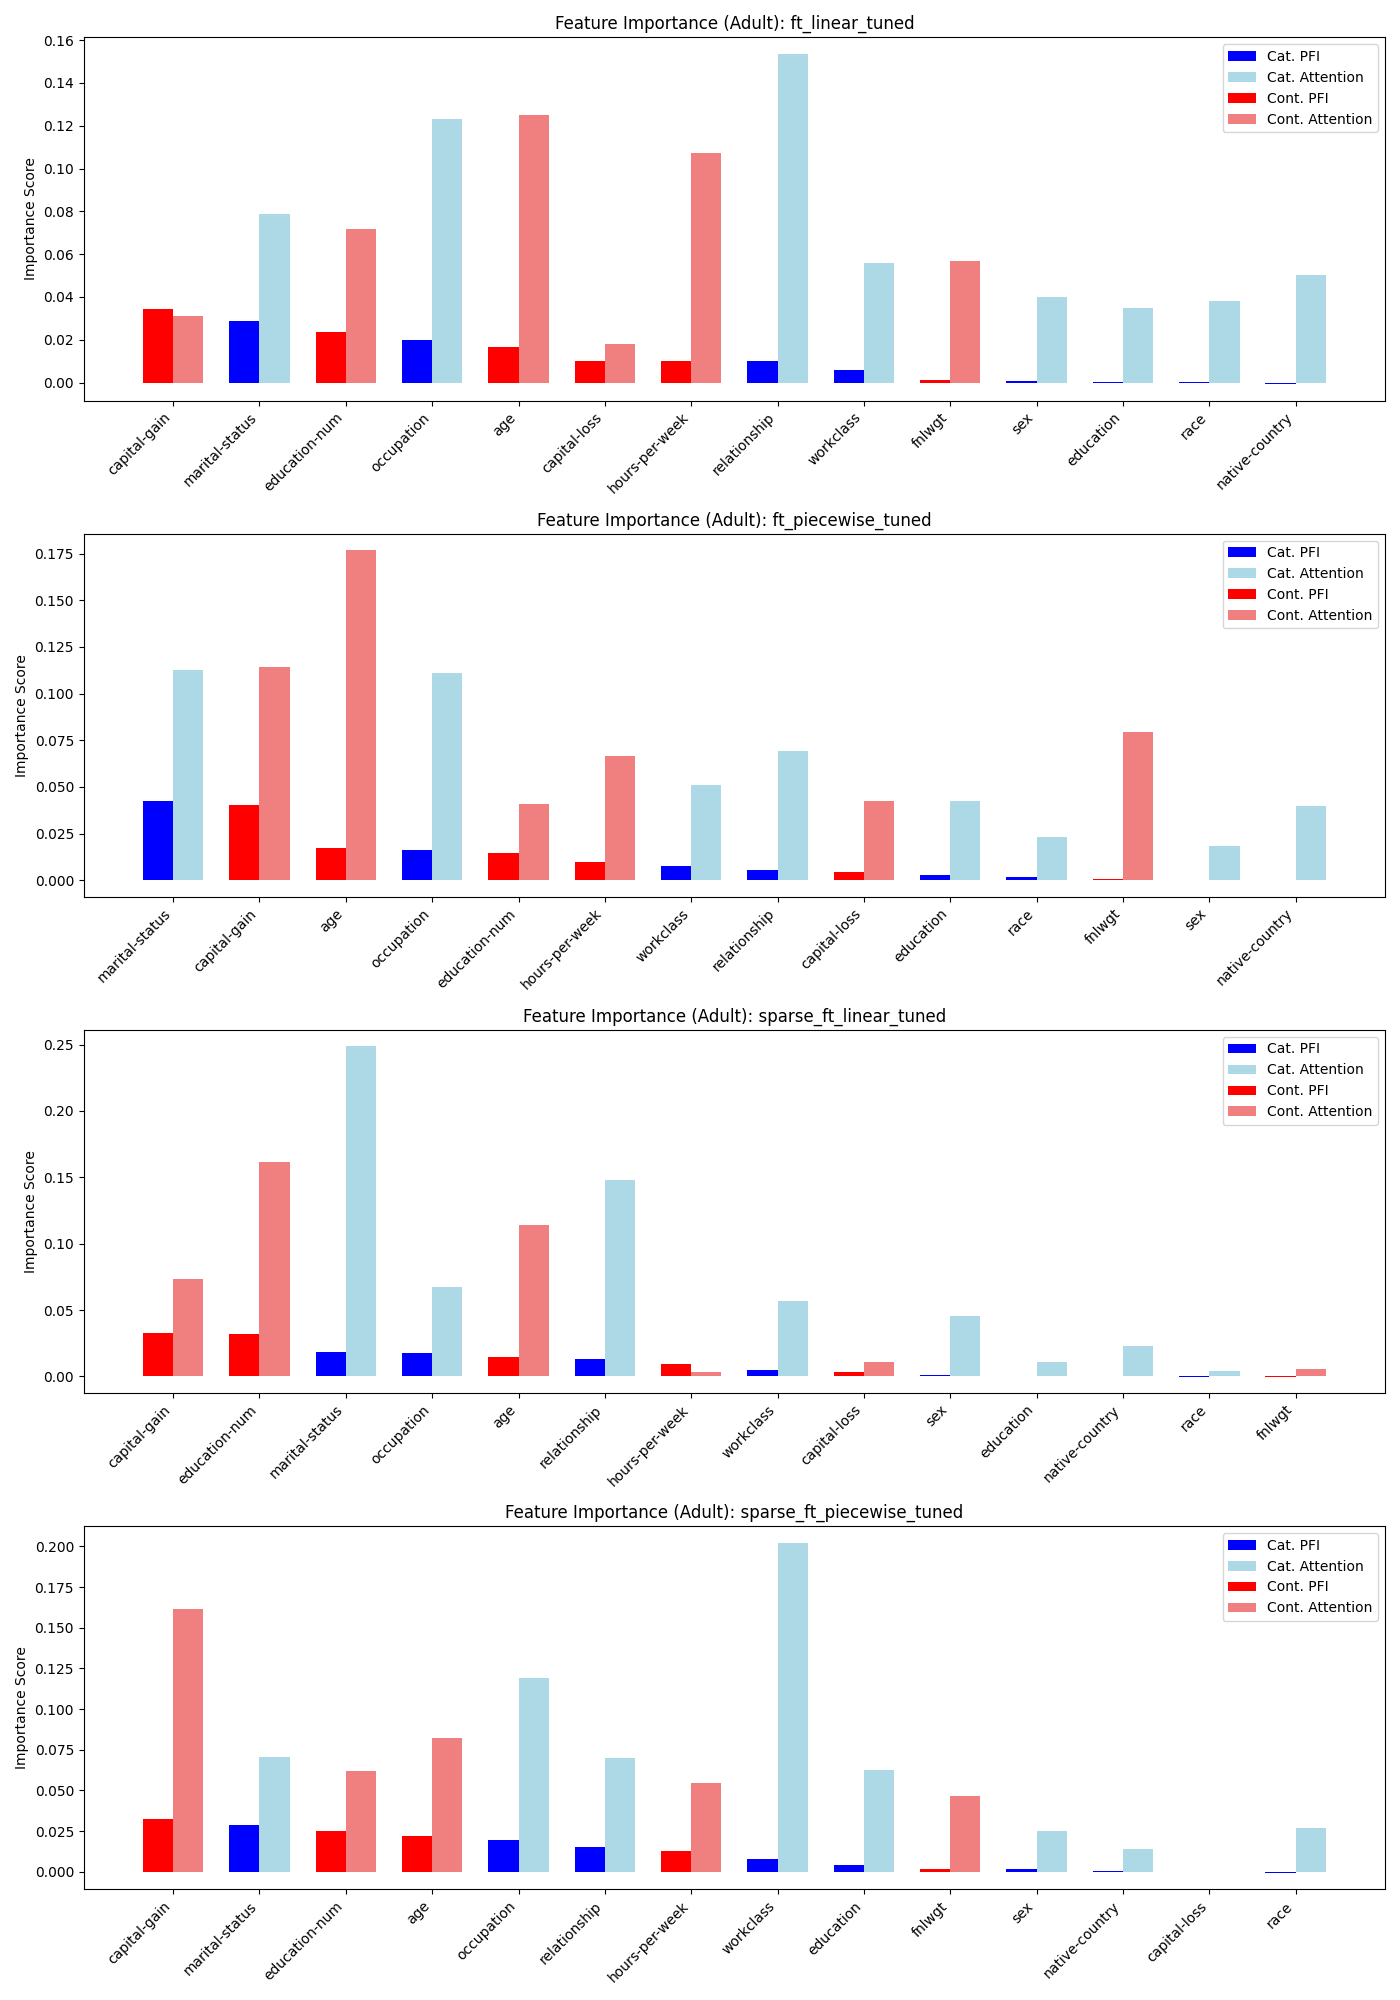 Feature Importance (Adult): ft_linear_tuned
Importance Score
0.16
0.14
0.12
0.10
0.08
0.06
0.04
0.02
0.00
Cat. PFI
Cat. Attention
Cont. PFI
Cont. Attention
capital-gain
marital-status
education-num
occupation
age
capital-loss
hours-per-week
relationship
workclass
fnlwgt
sex
education
race
native-country
Feature Importance (Adult): ft_piecewise_tuned
Importance Score
0.175
0.150
0.125
0.100
0.075
0.050
0.025
0.000
Cat. PFI
Cat. Attention
Cont. PFI
Cont. Attention
marital-status
capital-gain
age
occupation
education-num
hours-per-week
workclass
relationship
capital-loss
education
race
fnlwgt
sex
native-country
Feature Importance (Adult): sparse_ft_linear_tuned
Importance Score
0.25
0.20
0.15
0.10
0.05
0.00
Cat. PFI
Cat. Attention
Cont. PFI
Cont. Attention
capital-gain
education-num
marital-status
occupation
age
relationship
hours-per-week
workclass
capital-loss
sex
education
native-country
race
fnlwgt
Feature Importance (Adult): sparse_ft_piecewise_tuned
Importance Score
0.200
0.175
0.150
0.125
0.100
0.075
0.050
0.025
0.000
Cat. PFI
Cat. Attention
Cont. PFI
Cont. Attention
capital-gain
marital-status
education-num
age
occupation
relationship
hours-per-week
workclass
education
fnlwgt
sex
native-country
capital-loss
race